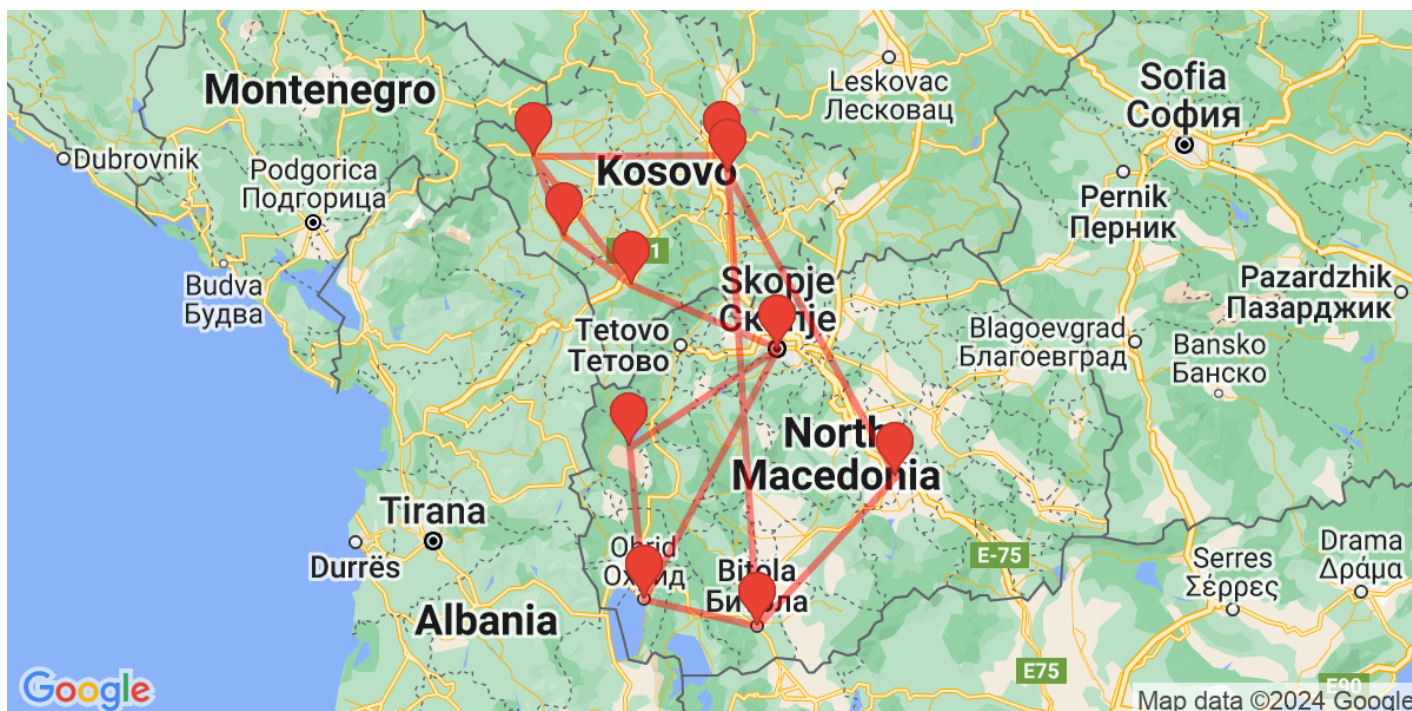 Montenegro
Leskovac
Лесковац
Sofia
София
Dubrovnik
Podgorica
Подгорица
Kosovo
Pernik
Перник
Budva
Будва
Skopje
Pazardzhik
Пазарджик
Tetovo
Тетово
Blagoevgrad
Благоевград
Bansko
Банско
North
Macedonia
Tirana
Durrës
Ohrid
Bitola
E-75
Serres
Σέρρες
Drama
Δράμα
Albania
E75
E90
Google
Map data ©2024 Google